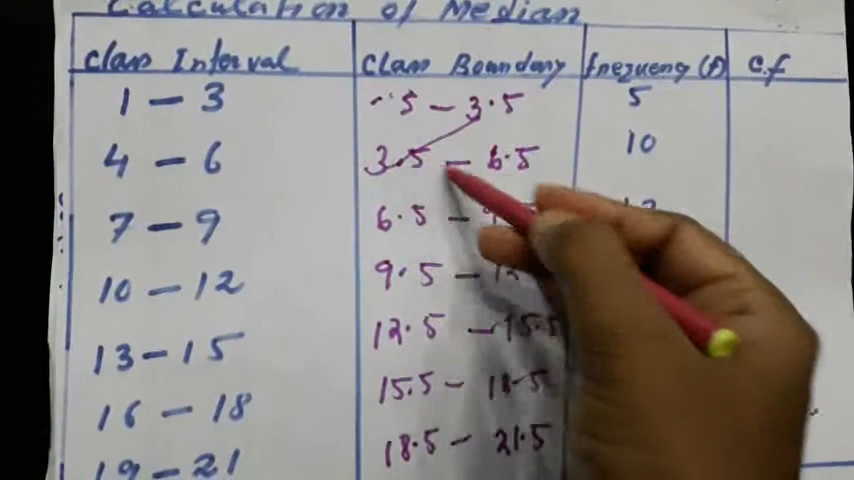 Calculation of Median
Class Interval Class Boundary frequency (f) c.f
1 - 3 .5 - 3.5 5
4 - 6 3.5 - 6.5 10
7 - 9 6.5 -
10 - 12 9.5 - 12
13 - 15 12.5 - 15.5
16 - 18 15.5 - 18.5
19 - 21 18.5 - 21.5